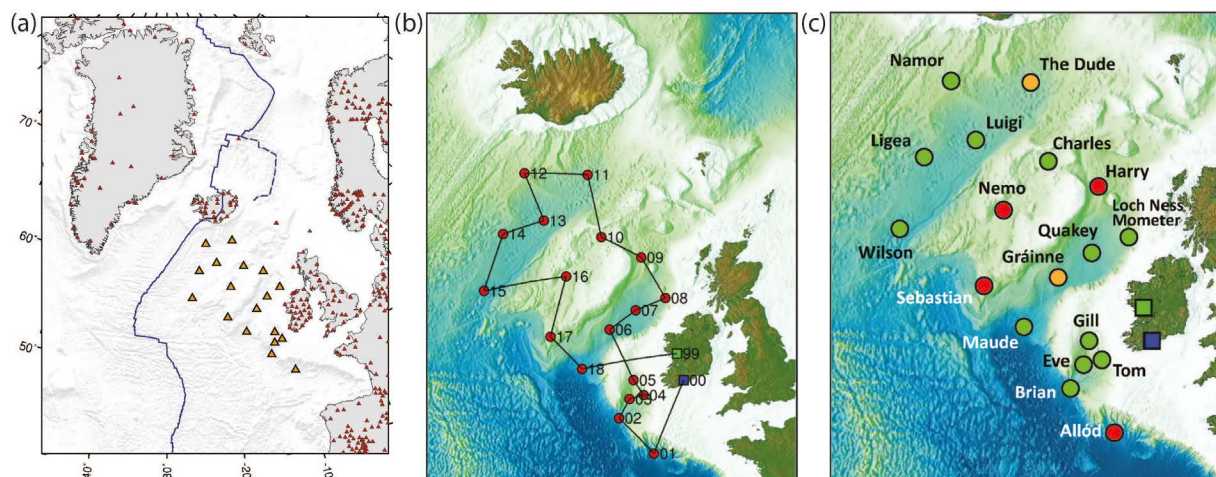 (a)
70°
60°
50°
-40°
-30°
-20°
-10°
(b)
12
11
13
14
10
16
09
15
08
07
06
17
18
99
05
00
04
03
02
01
(c)
Namor
The Dude
Luigi
Ligea
Charles
Harry
Nemo
Loch Ness
Mometer
Quakey
Wilson
Gráinne
Sebastian
Maude
Gill
Eve
Tom
Brian
Allód